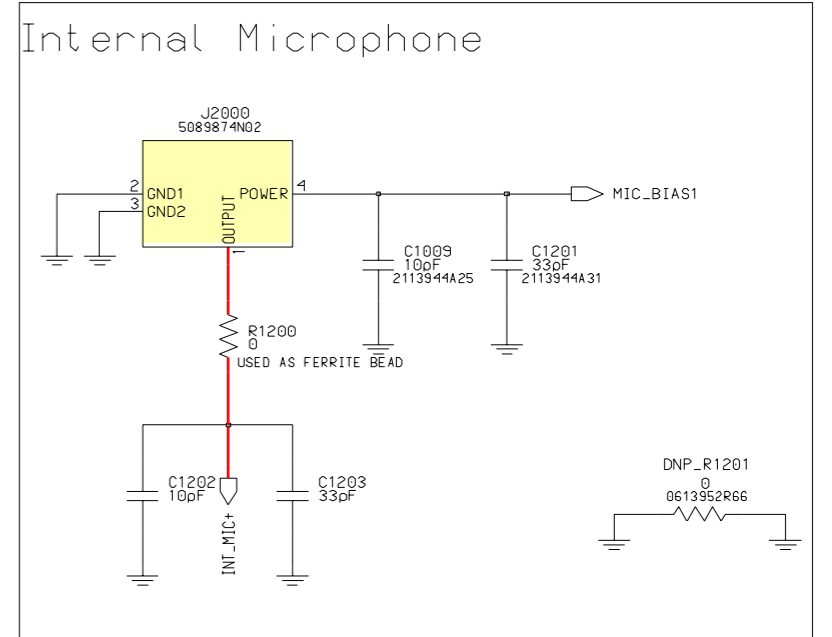 Internal Microphone
J2000
5089874N02
2 GND1
3 GND2
POWER 4
OUTPUT
1
MIC_BIAS1
C1009
10pF
2113944A25
C1201
33pF
2113944A31
R1200
0
USED AS FERRITE BEAD
C1202
10pF
C1203
33pF
INT_MIC+
DNP_R1201
0
0613952R66